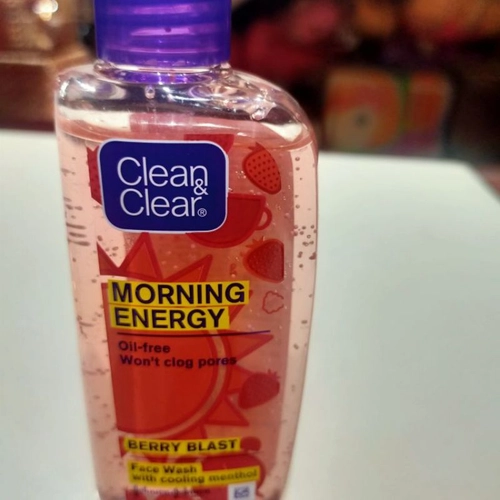 Clean
&
Clear®
MORNING
ENERGY
Oil-free
Won't clog pores
BERRY BLAST
Face Wash
with cooling menthol